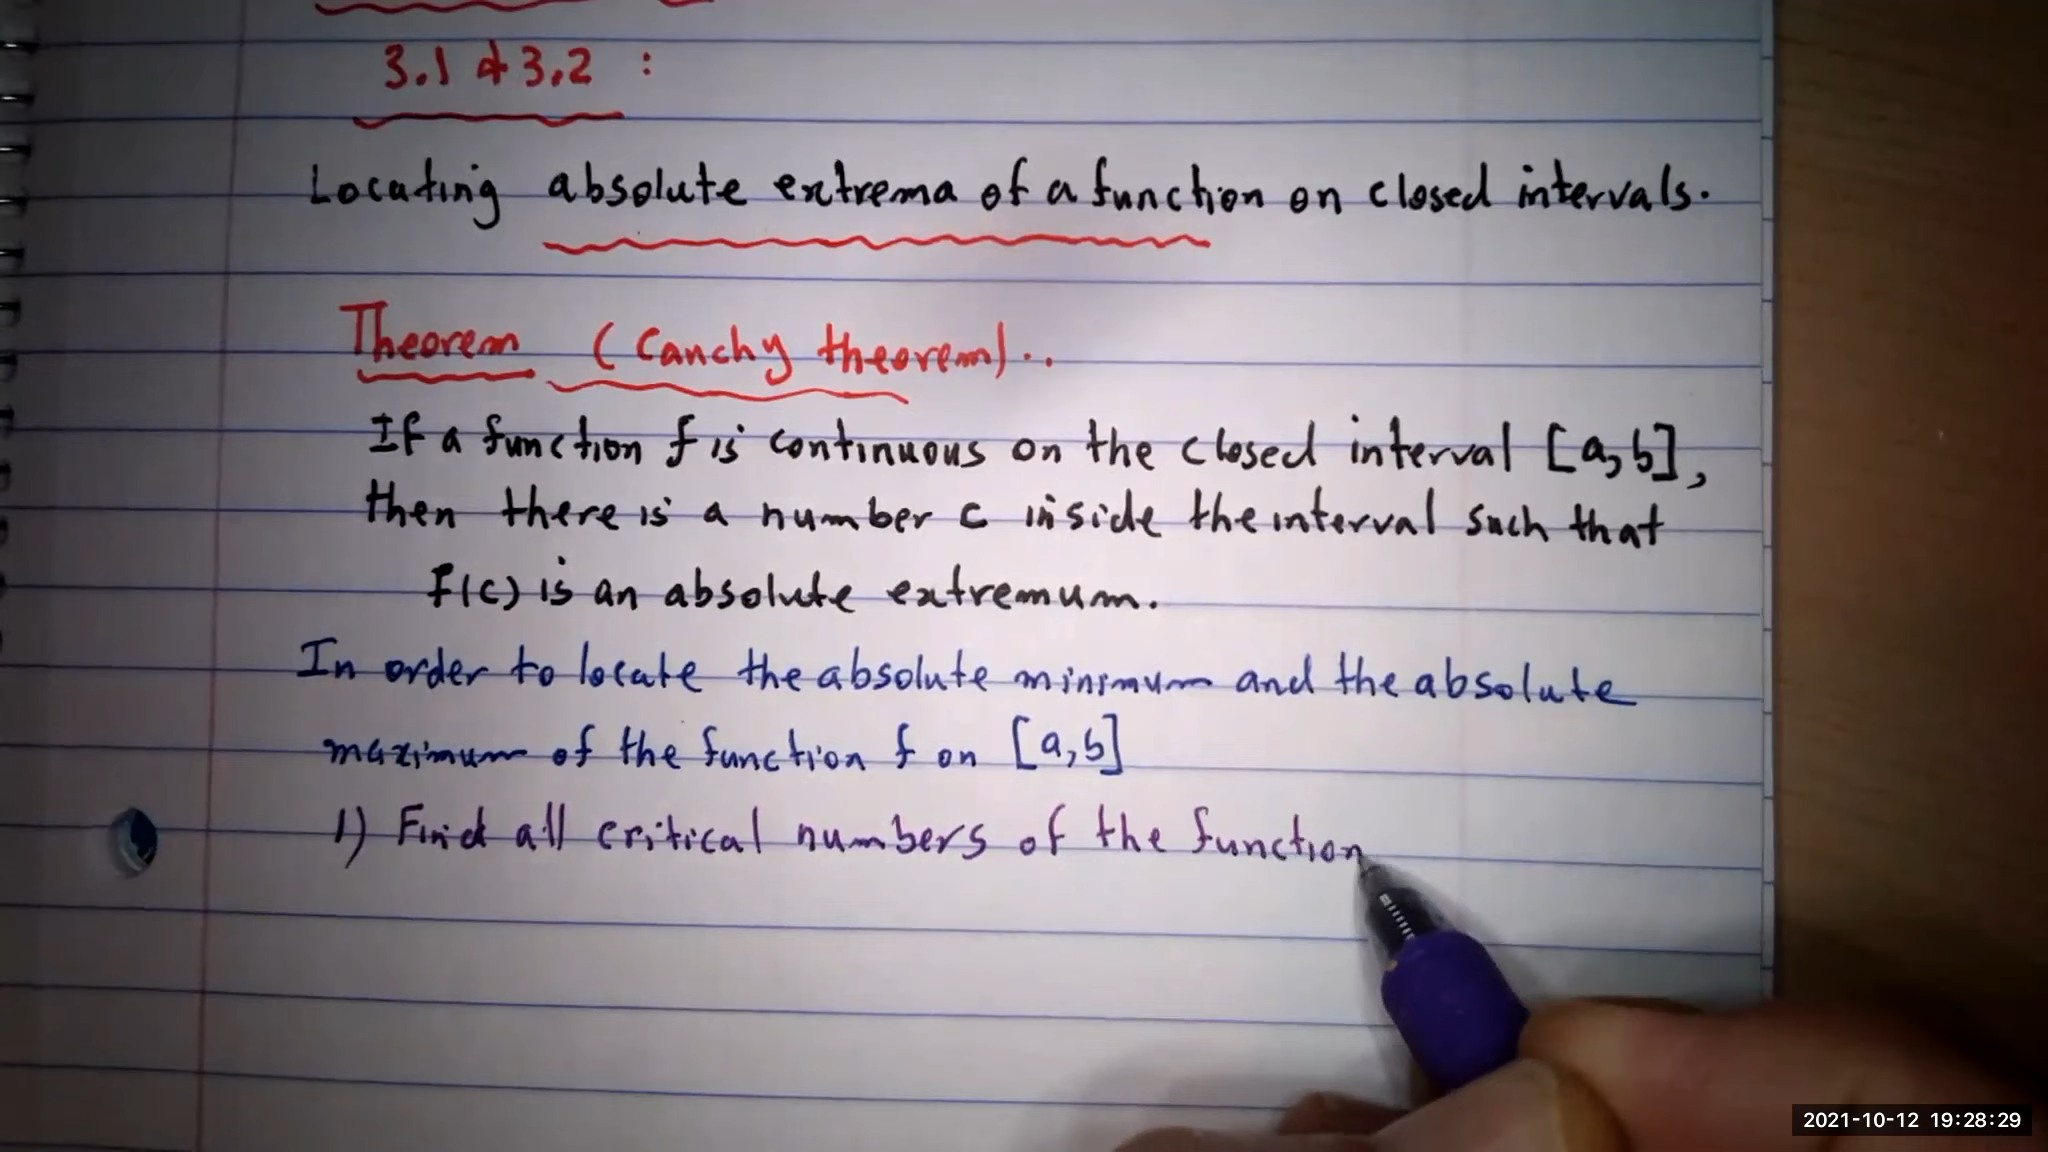 3.1 & 3.2 :
Locating absolute extrema of a function on closed intervals.
Theorem (Cauchy theorem)..
If a function f is continuous on the closed interval [a,b],
then there is a number c inside the interval such that
f(c) is an absolute extremum.
In order to locate the absolute minimum and the absolute
maximum of the function f on [a,b]
1) Find all critical numbers of the function
2021-10-12 19:28:29